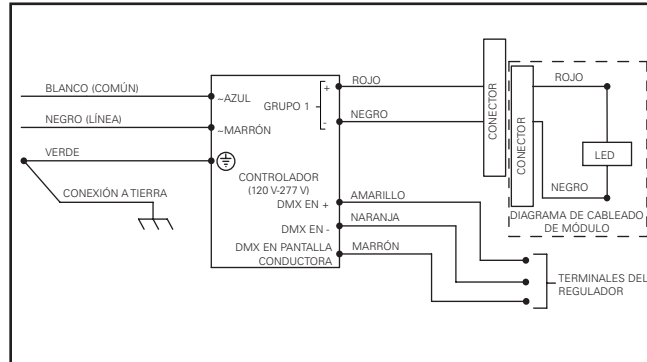 BLANCO (COMÚN)
NEGRO (LÍNEA)
VERDE
CONEXIÓN A TIERRA
~AZUL
~MARRÓN
GRUPO 1
+
-
CONTROLADOR
(120 V-277 V)
DMX EN +
DMX EN -
DMX EN PANTALLA
CONDUCTORA
ROJO
NEGRO
AMARILLO
NARANJA
MARRÓN
CONECTOR
CONECTOR
ROJO
LED
NEGRO
DIAGRAMA DE CABLEADO
DE MÓDULO
TERMINALES DEL
REGULADOR